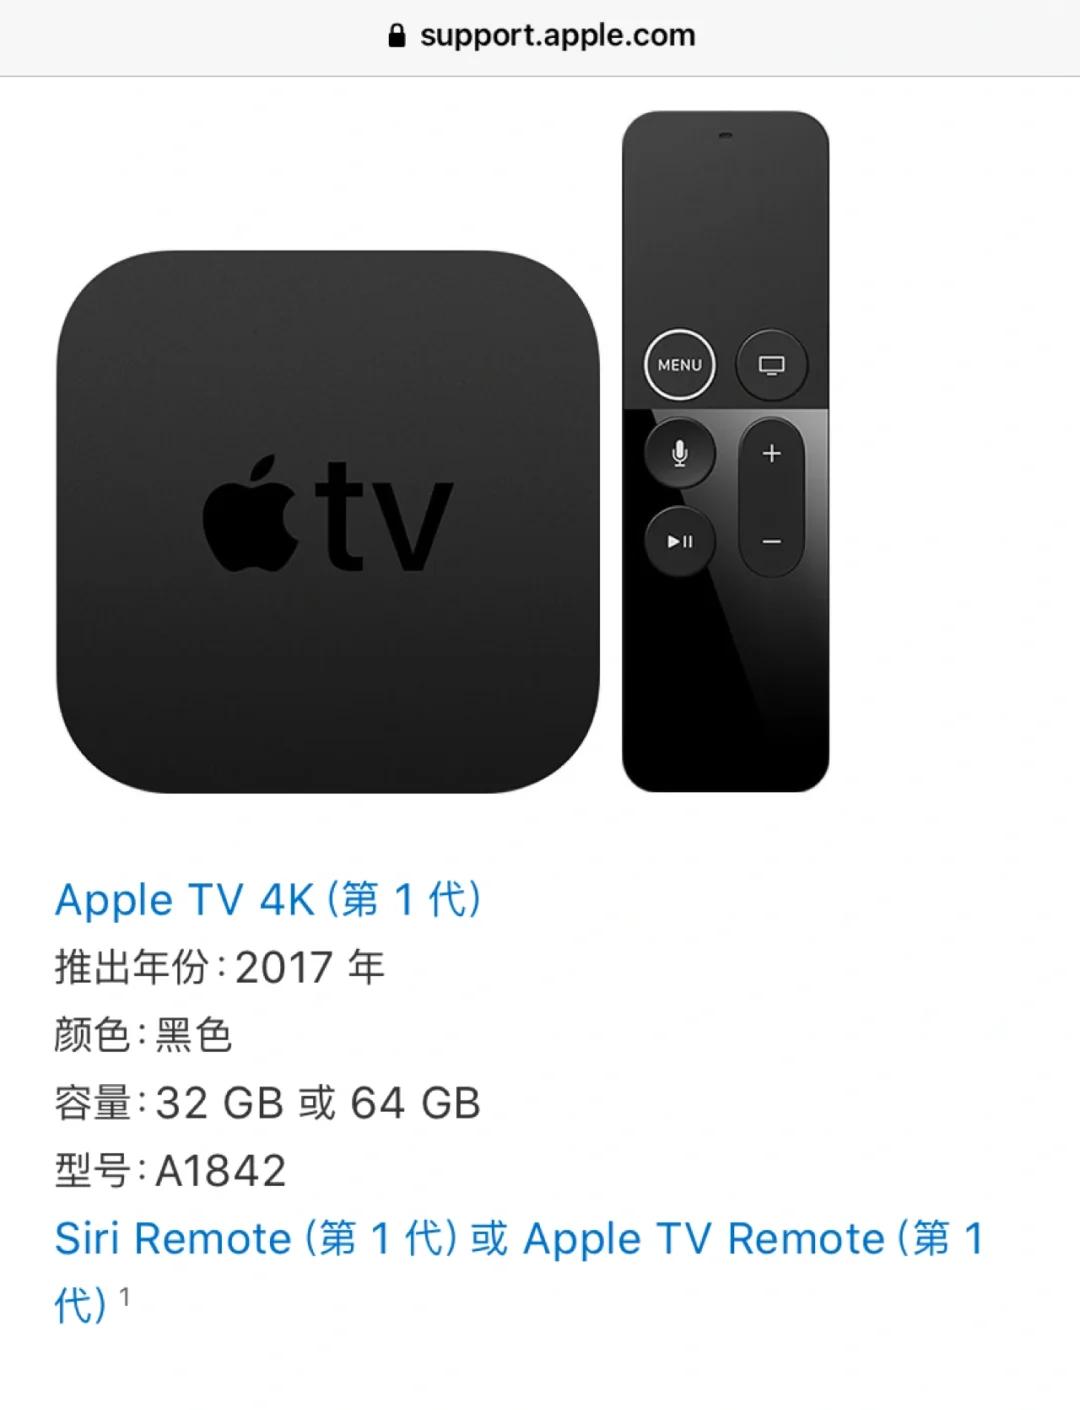 support.apple.com
MENU
tv
Apple TV 4K（第 1 代）
推出年份：2017 年
颜色：黑色
容量：32 GB 或 64 GB
型号：A1842
Siri Remote（第 1 代）或 Apple TV Remote（第 1
代）1